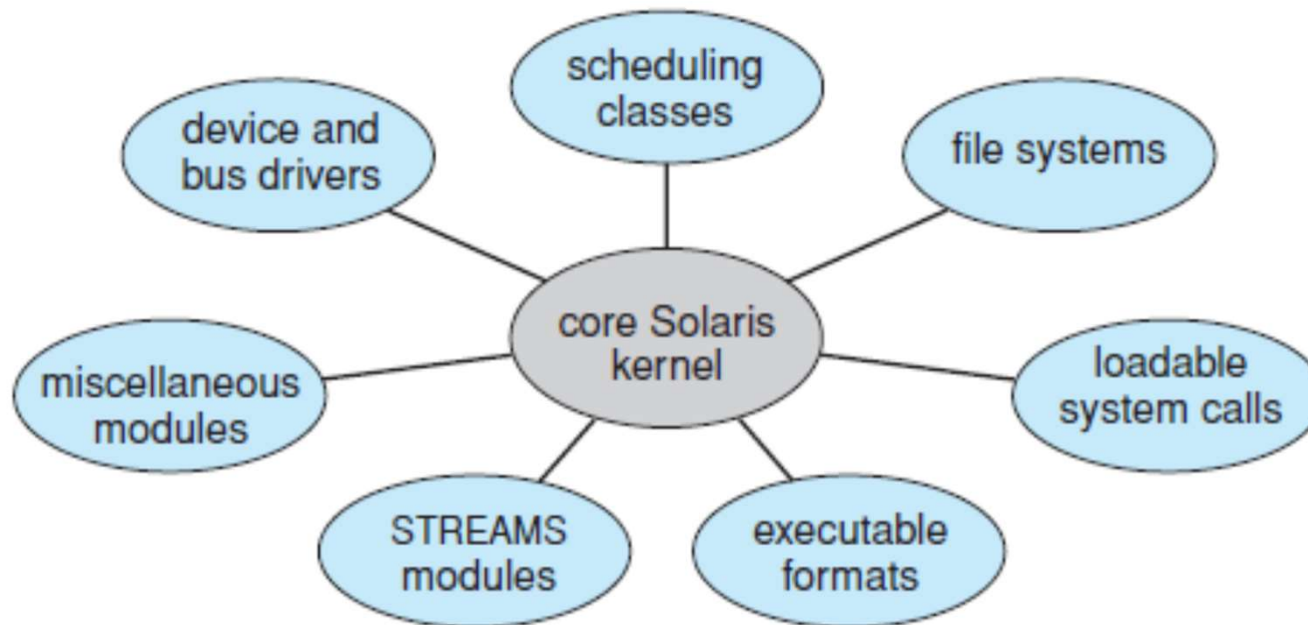 scheduling
classes
device and
bus drivers
file systems
core Solaris
kernel
miscellaneous
modules
loadable
system calls
STREAMS
modules
executable
formats